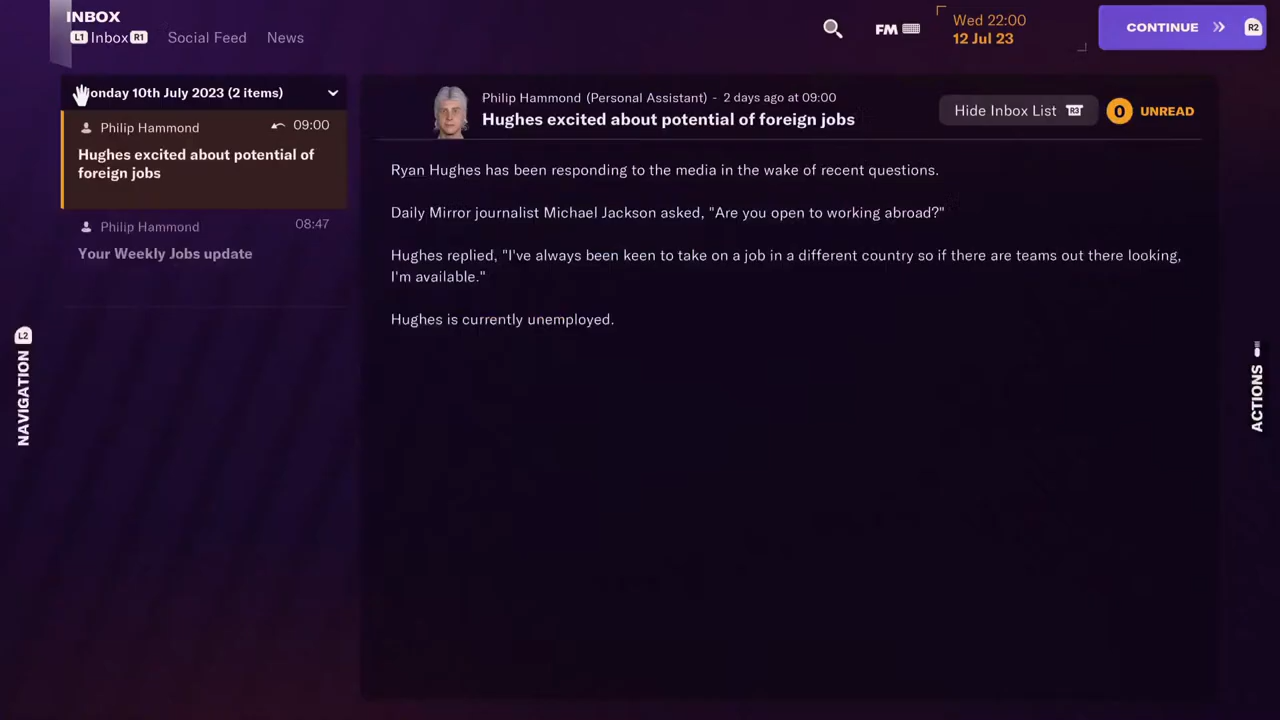 INBOX
L1 Inbox R1 Social Feed News
FM
Wed 22:00
12 Jul 23
CONTINUE R2
onday 10th July 2023 (2 items)
Philip Hammond 09:00
Hughes excited about potential of
foreign jobs
Philip Hammond 08:47
Your Weekly Jobs update
Philip Hammond (Personal Assistant) - 2 days ago at 09:00
Hughes excited about potential of foreign jobs
Hide Inbox List R3
0 UNREAD
Ryan Hughes has been responding to the media in the wake of recent questions.
Daily Mirror journalist Michael Jackson asked, "Are you open to working abroad?"
Hughes replied, "I've always been keen to take on a job in a different country so if there are teams out there looking,
I'm available."
Hughes is currently unemployed.
L2
NAVIGATION
ACTIONS